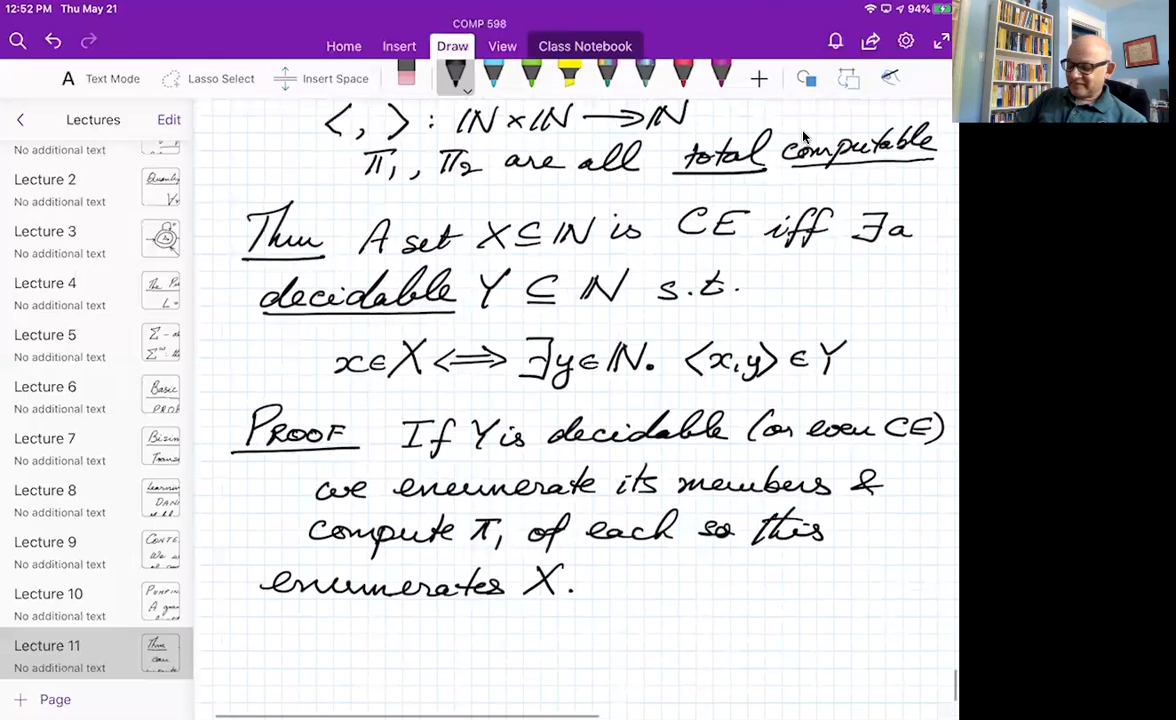 12:52 PM Thu May 21
94%
COMP 598
Home Insert Draw View Class Notebook
A Text Mode Lasso Select Insert Space
Lectures Edit
No additional text
Lecture 2
No additional text
Lecture 3
No additional text
Lecture 4
No additional text
Lecture 5
No additional text
Lecture 6
No additional text
Lecture 7
No additional text
Lecture 8
No additional text
Lecture 9
No additional text
Lecture 10
No additional text
Lecture 11
No additional text
+ Page
< , > : ℕ×ℕ → ℕ
π₁, π₂ are all total computable
Thm A set X ⊆ ℕ is CE iff ∃ a
decidable Y ⊆ ℕ s.t.
x ∈ X ⟺ ∃y ∈ ℕ. <x,y> ∈ Y
PROOF If Y is decidable (or even CE)
we enumerate its members &
compute π₁ of each so this
enumerates X.